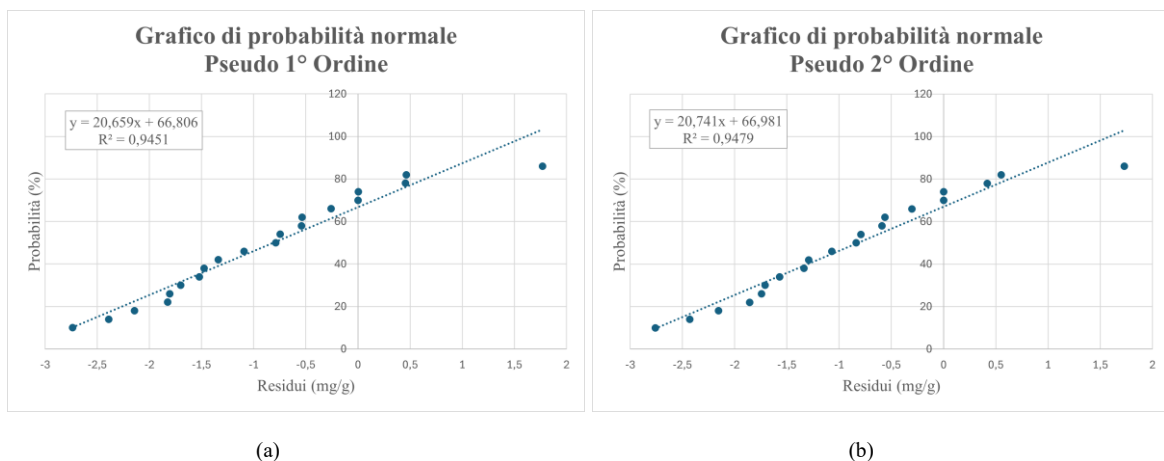 Grafico di probabilità normale
Pseudo 1° Ordine
y = 20,659x + 66,806
R² = 0,9451
Probabilità (%)
120
100
80
60
40
20
0
-3 -2,5 -2 -1,5 -1 -0,5 0 0,5 1 1,5 2
Residui (mg/g)
(a)
Grafico di probabilità normale
Pseudo 2° Ordine
y = 20,741x + 66,981
R² = 0,9479
Probabilità (%)
120
100
80
60
40
20
0
-3 -2,5 -2 -1,5 -1 -0,5 0 0,5 1 1,5 2
Residui (mg/g)
(b)